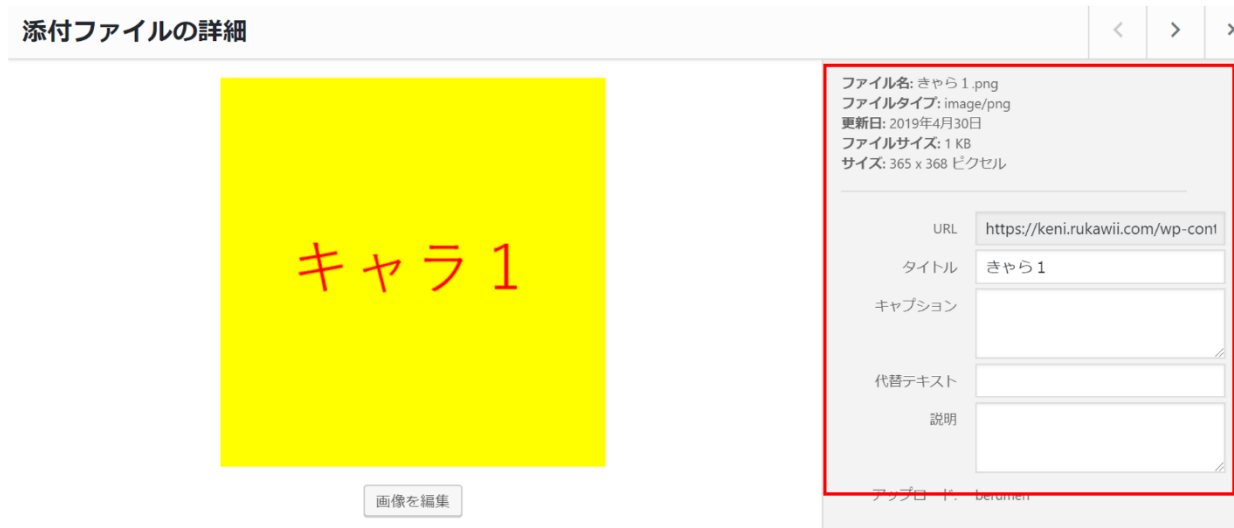 添付ファイルの詳細
キャラ１
画像を編集
ファイル名: きゃら１.png
ファイルタイプ: image/png
更新日: 2019年4月30日
ファイルサイズ: 1 KB
サイズ: 365 x 368 ピクセル
URL https://keni.rukawii.com/wp-cont
タイトル きゃら１
キャプション
代替テキスト
説明
アップロード: berumen